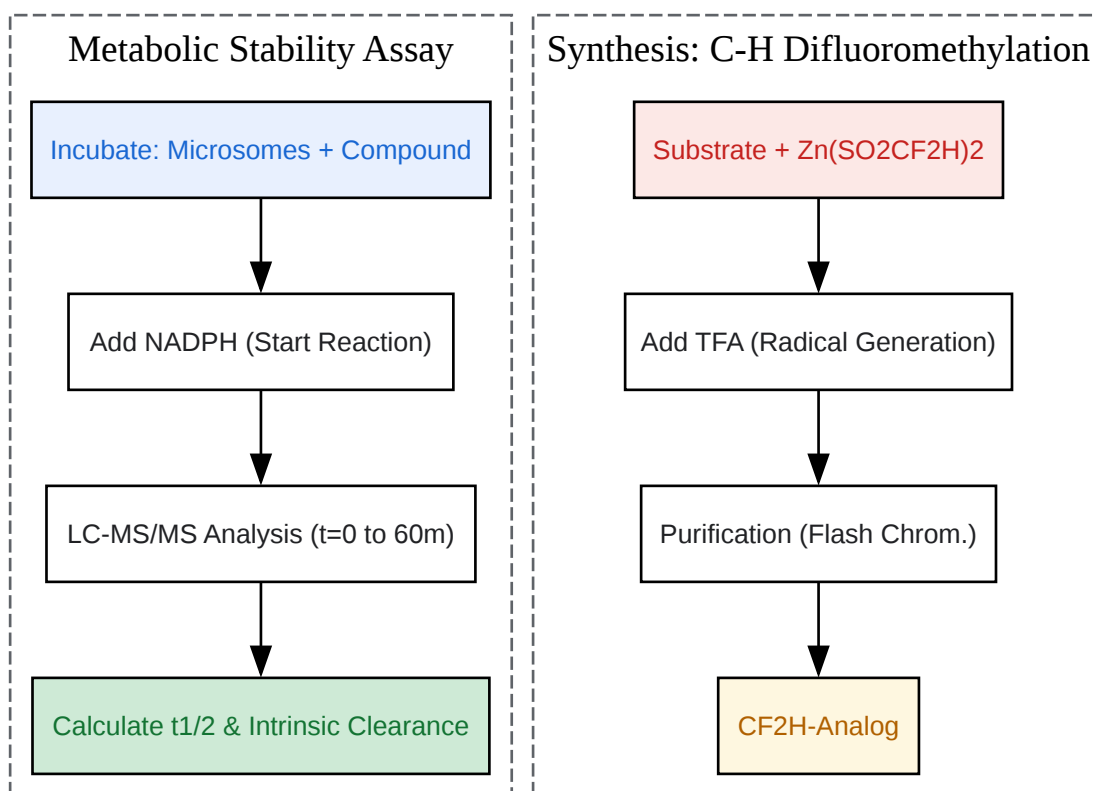 Metabolic Stability Assay
Incubate: Microsomes + Compound
Add NADPH (Start Reaction)
LC-MS/MS Analysis (t=0 to 60m)
Calculate t1/2 & Intrinsic Clearance
Synthesis: C-H Difluoromethylation
Substrate + Zn(SO2CF2H)2
Add TFA (Radical Generation)
Purification (Flash Chrom.)
CF2H-Analog